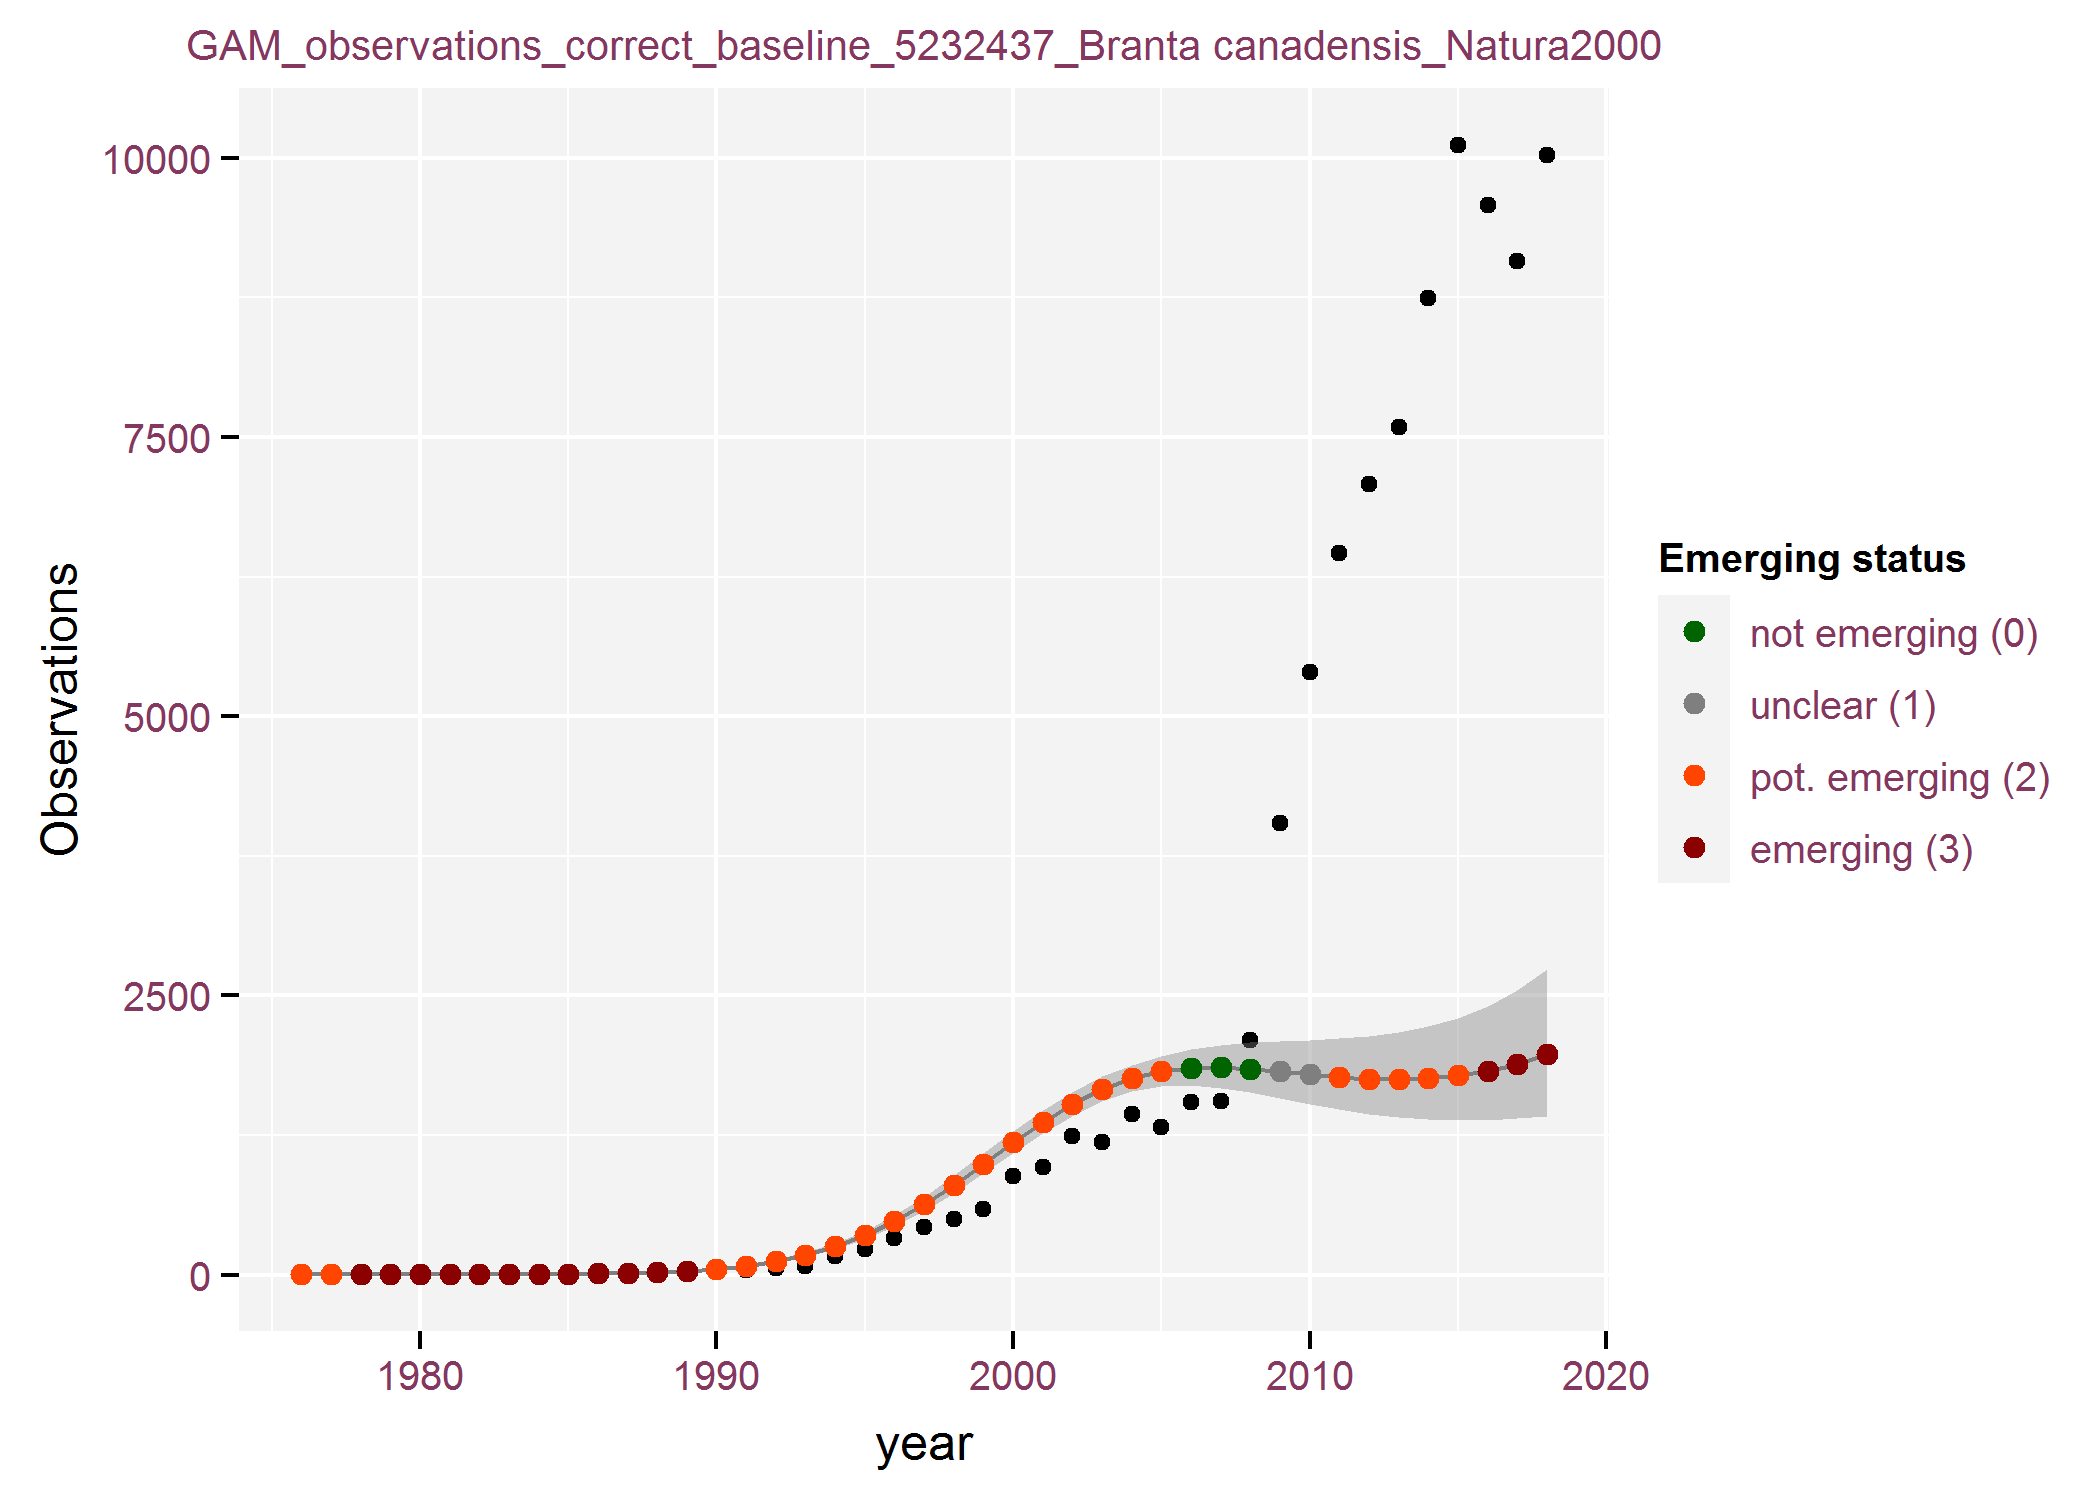 GAM_observations_correct_baseline_5232437_Branta canadensis_Natura2000
10000
7500
5000
2500
0
Observations
1980 1990 2000 2010 2020
year
Emerging status
not emerging (0)
unclear (1)
pot. emerging (2)
emerging (3)